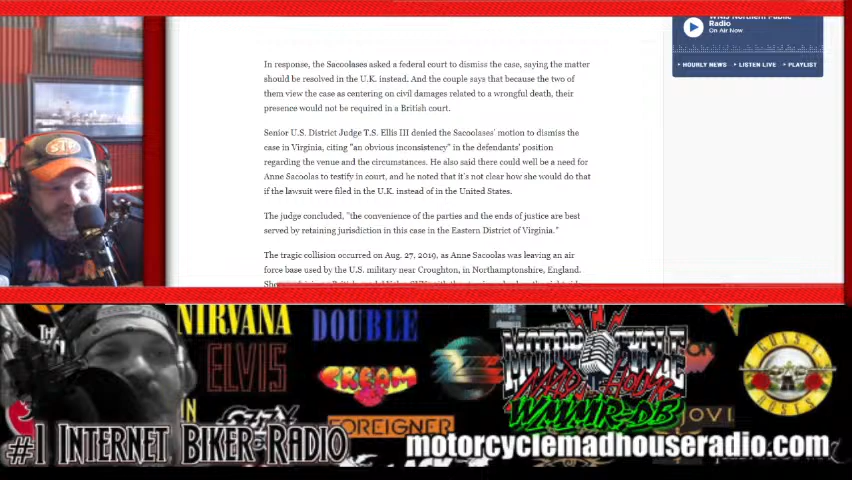 WNIJ Northern Public
Radio
On Air Now
HOURLY NEWS
LISTEN LIVE
PLAYLIST
In response, the Sacoolases asked a federal court to dismiss the case, saying the matter
should be resolved in the U.K. instead. And the couple says that because the two of
them view the case as centering on civil damages related to a wrongful death, their
presence would not be required in a British court.
Senior U.S. District Judge T.S. Ellis III denied the Sacoolases' motion to dismiss the
case in Virginia, citing "an obvious inconsistency" in the defendants' position
regarding the venue and the circumstances. He also said there could well be a need for
Anne Sacoolas to testify in court, and he noted that it's not clear how she would do that
if the lawsuit were filed in the U.K. instead of in the United States.
The judge concluded, "the convenience of the parties and the ends of justice are best
served by retaining jurisdiction in this case in the Eastern District of Virginia."
The tragic collision occurred on Aug. 27, 2019, as Anne Sacoolas was leaving an air
force base used by the U.S. military near Croughton, in Northamptonshire, England.
STP
NIRVANA
DOUBLE
ELVIS
CREAM
OZZY
FOREIGNER
MOTORCYCLE
MADHOUSE
WMMR-DB
GUNS N
ROSES
#1 INTERNET BIKER RADIO
motorcyclemadhouseradio.com